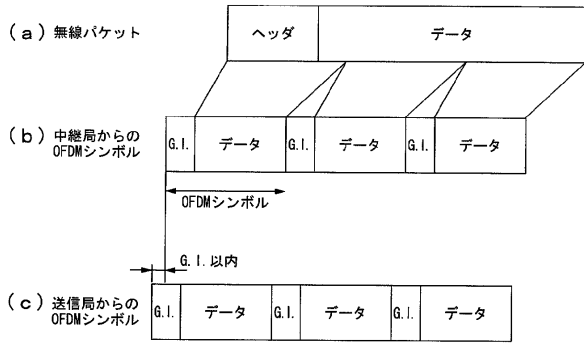 (a) 無線パケット
ヘッダ
データ
(b) 中継局からの
OFDMシンボル
G.I.
データ
G.I.
データ
G.I.
データ
OFDMシンボル
G.I.以内
(c) 送信局からの
OFDMシンボル
G.I.
データ
G.I.
データ
G.I.
データ